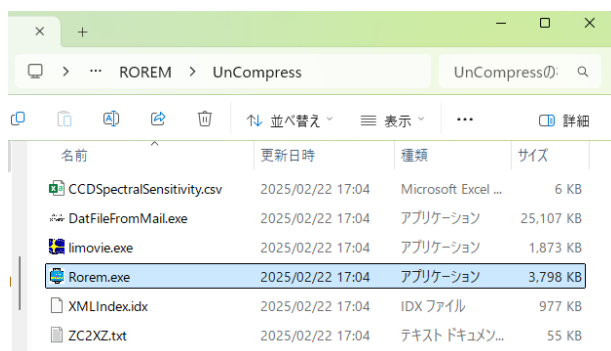 ROREM > UnCompress
UnCompressの
並べ替え 表示 ... 詳細
名前 更新日時 種類 サイズ
CCDSpectralSensitivity.csv 2025/02/22 17:04 Microsoft Excel ... 6 KB
DatFileFromMail.exe 2025/02/22 17:04 アプリケーション 25,107 KB
limovie.exe 2025/02/22 17:04 アプリケーション 1,873 KB
Rorem.exe 2025/02/22 17:04 アプリケーション 3,798 KB
XMLIndex.idx 2025/02/22 17:04 IDX ファイル 977 KB
ZC2XZ.txt 2025/02/22 17:04 テキスト ドキュメン... 55 KB